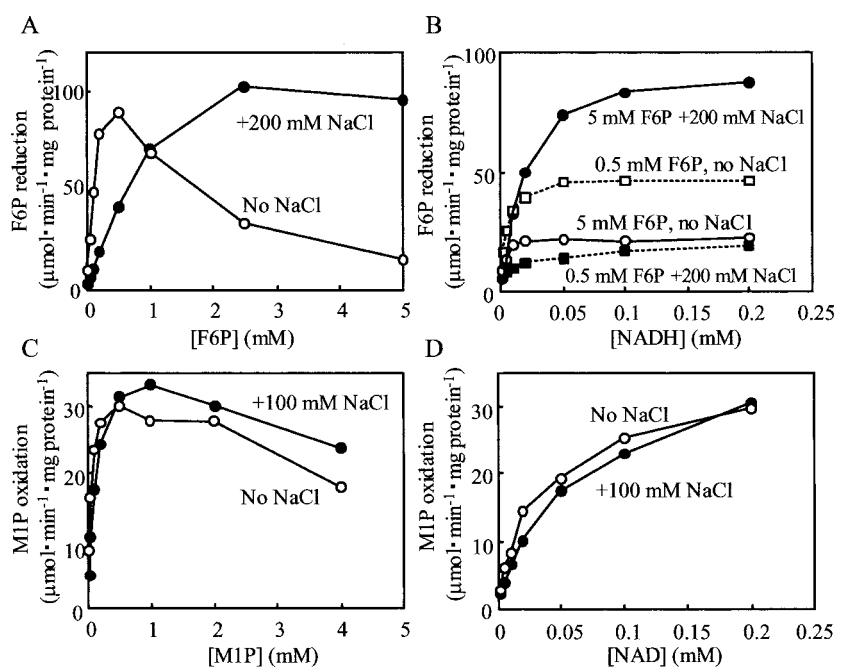 A
F6P reduction
(μmol· min⁻¹· mg protein⁻¹)
100
50
0
+200 mM NaCl
No NaCl
0 1 2 3 4 5
[F6P] (mM)
B
F6P reduction
(μmol· min⁻¹· mg protein⁻¹)
100
50
0
5 mM F6P +200 mM NaCl
0.5 mM F6P, no NaCl
5 mM F6P, no NaCl
0.5 mM F6P +200 mM NaCl
0 0.05 0.1 0.15 0.2 0.25
[NADH] (mM)
C
M1P oxidation
(μmol· min⁻¹· mg protein⁻¹)
30
20
10
0
+100 mM NaCl
No NaCl
0 1 2 3 4 5
[M1P] (mM)
D
M1P oxidation
(μmol· min⁻¹· mg protein⁻¹)
30
20
10
0
No NaCl
+100 mM NaCl
0 0.05 0.1 0.15 0.2 0.25
[NAD] (mM)